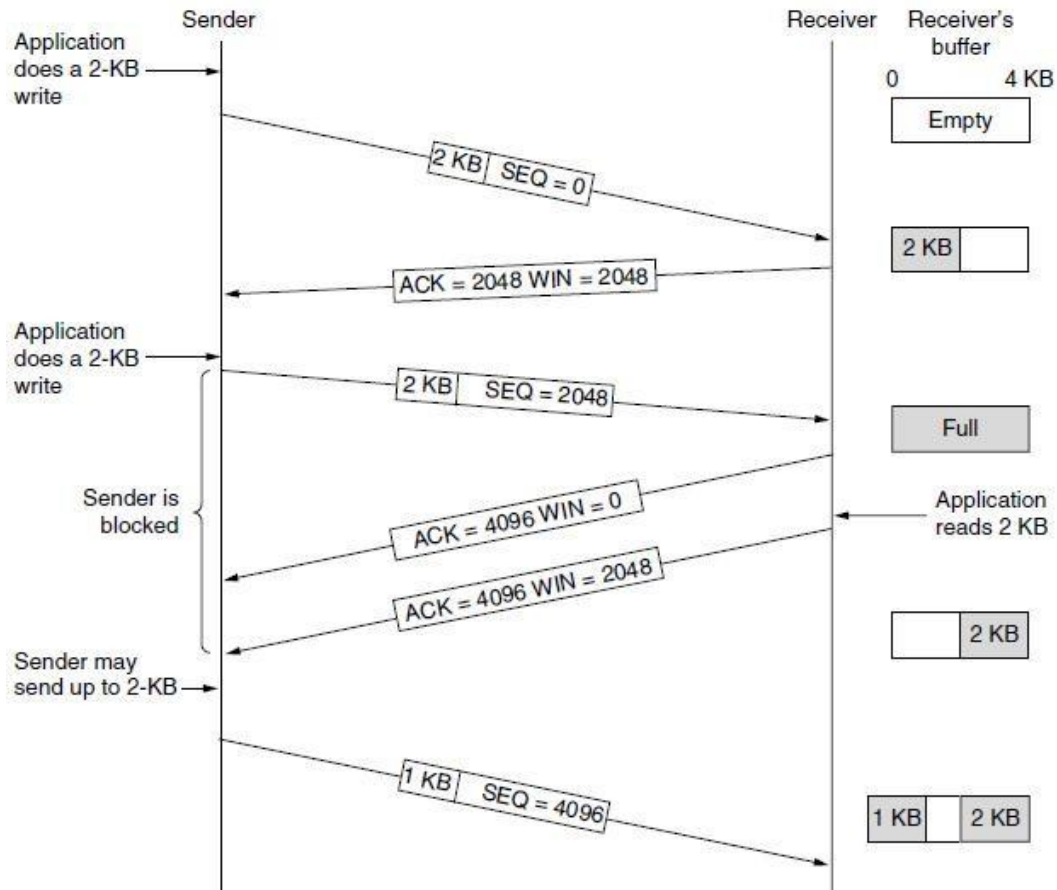 Sender
Receiver
Receiver's
buffer
Application
does a 2-KB
write
0
4 KB
Empty
2 KB SEQ = 0
2 KB
ACK = 2048 WIN = 2048
Application
does a 2-KB
write
2 KB SEQ = 2048
Full
Sender is
blocked
Application
reads 2 KB
ACK = 4096 WIN = 0
ACK = 4096 WIN = 2048
2 KB
Sender may
send up to 2-KB
1 KB SEQ = 4096
1 KB 2 KB